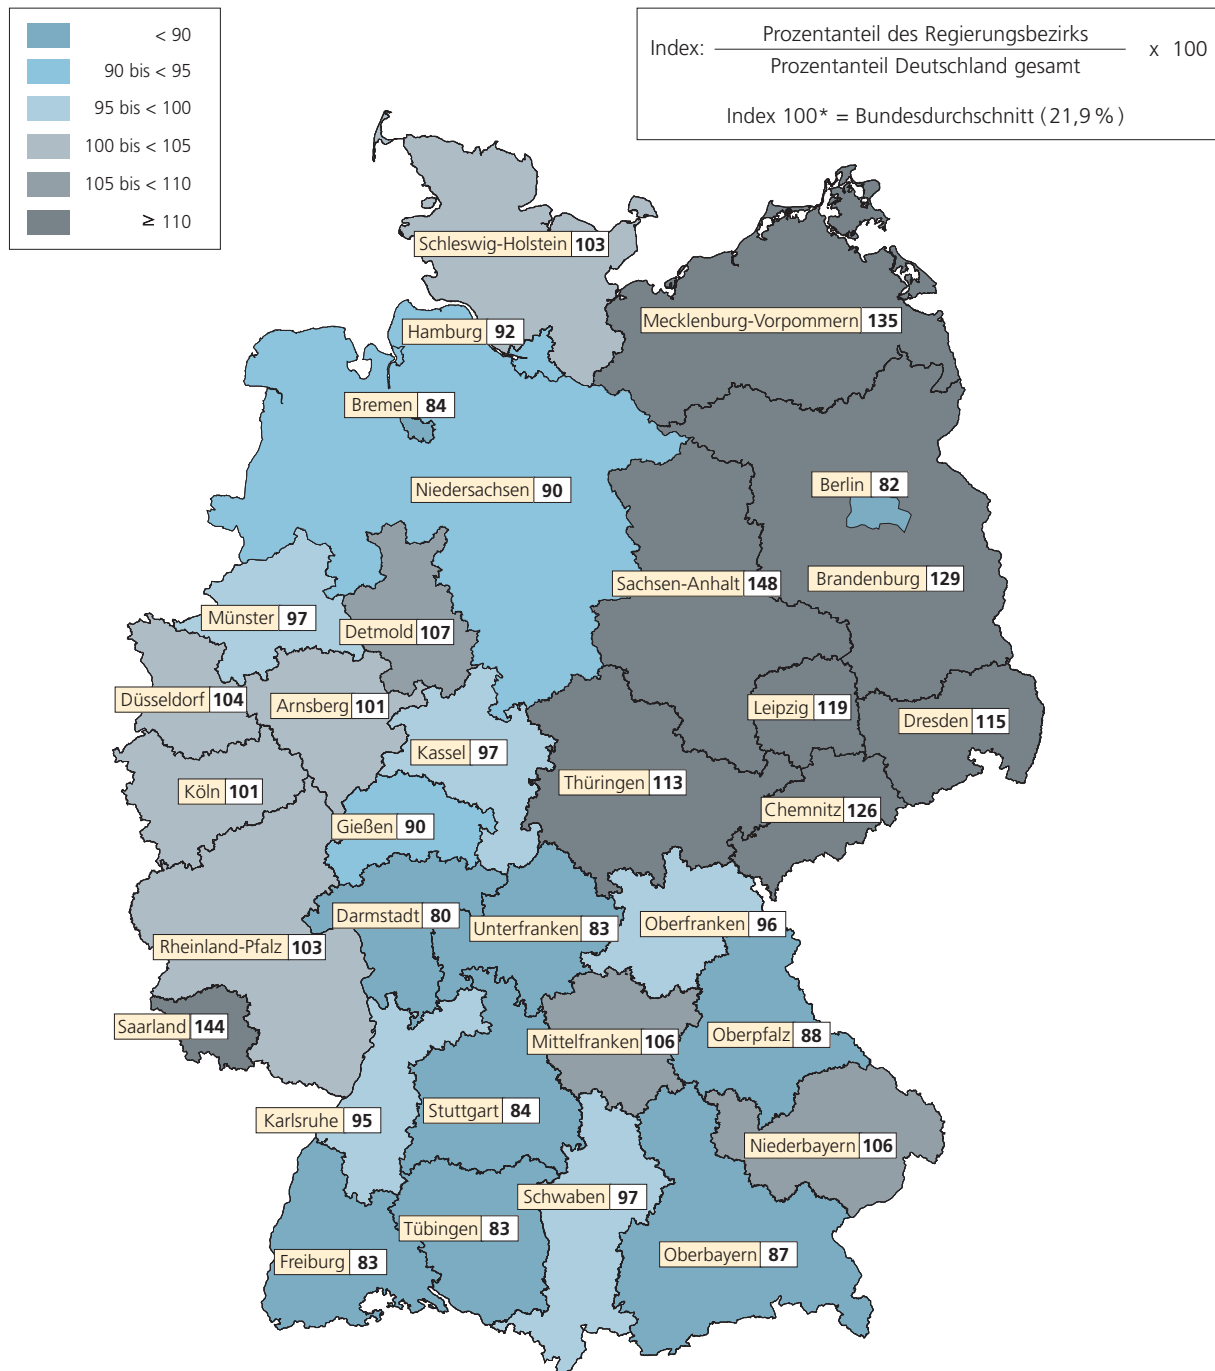 < 90
90 bis < 95
95 bis < 100
100 bis < 105
105 bis < 110
≥ 110
Prozentanteil des Regierungsbezirks
Index: x 100
Prozentanteil Deutschland gesamt
Index 100* = Bundesdurchschnitt (21,9 %)
Schleswig-Holstein 103
Mecklenburg-Vorpommern 135
Hamburg 92
Bremen 84
Niedersachsen 90
Berlin 82
Sachsen-Anhalt 148
Brandenburg 129
Münster 97
Detmold 107
Düsseldorf 104
Arnsberg 101
Leipzig 119
Dresden 115
Kassel 97
Köln 101
Thüringen 113
Chemnitz 126
Gießen 90
Darmstadt 80
Unterfranken 83
Oberfranken 96
Rheinland-Pfalz 103
Saarland 144
Mittelfranken 106
Oberpfalz 88
Karlsruhe 95
Stuttgart 84
Niederbayern 106
Schwaben 97
Tübingen 83
Freiburg 83
Oberbayern 87